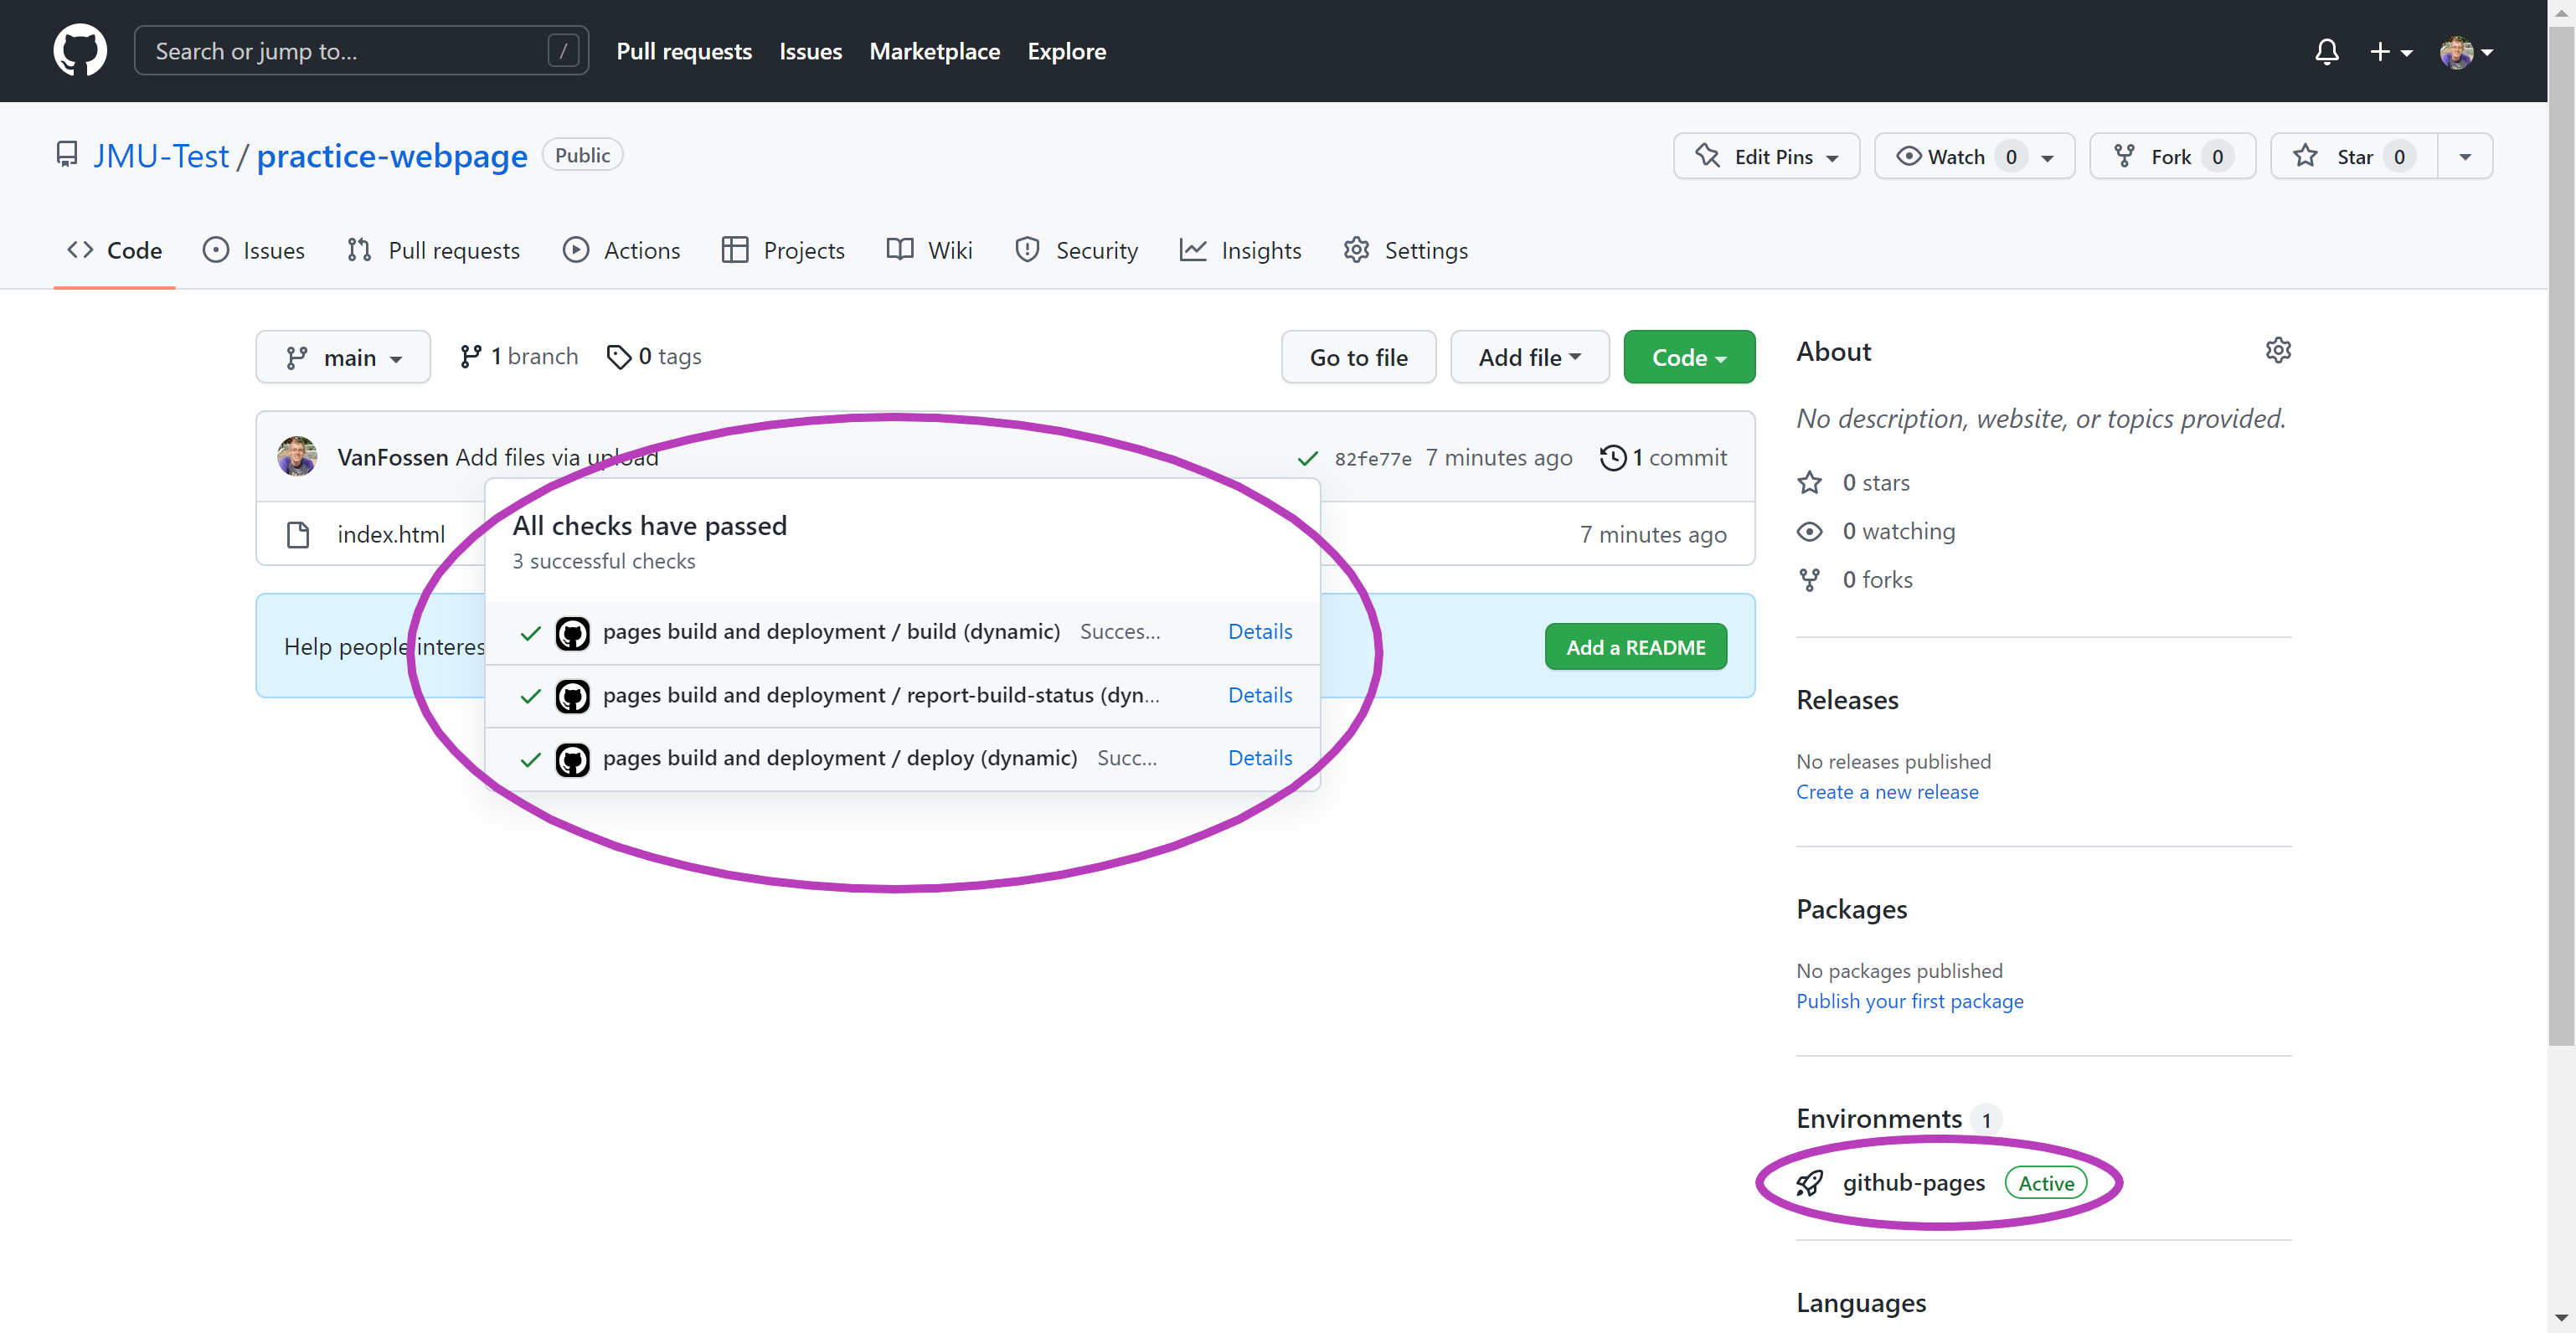 Search or jump to... /
Pull requests Issues Marketplace Explore
JMU-Test / practice-webpage Public
Edit Pins Watch 0 Fork 0 Star 0
Code Issues Pull requests Actions Projects Wiki Security Insights Settings
main 1 branch 0 tags
Go to file Add file Code
VanFossen Add files via upload
82fe77e 7 minutes ago 1 commit
index.html
7 minutes ago
All checks have passed
3 successful checks
pages build and deployment / build (dynamic) Succes... Details
pages build and deployment / report-build-status (dyn... Details
pages build and deployment / deploy (dynamic) Succ... Details
Help people interes
Add a README
About
No description, website, or topics provided.
0 stars
0 watching
0 forks
Releases
No releases published
Create a new release
Packages
No packages published
Publish your first package
Environments 1
github-pages Active
Languages